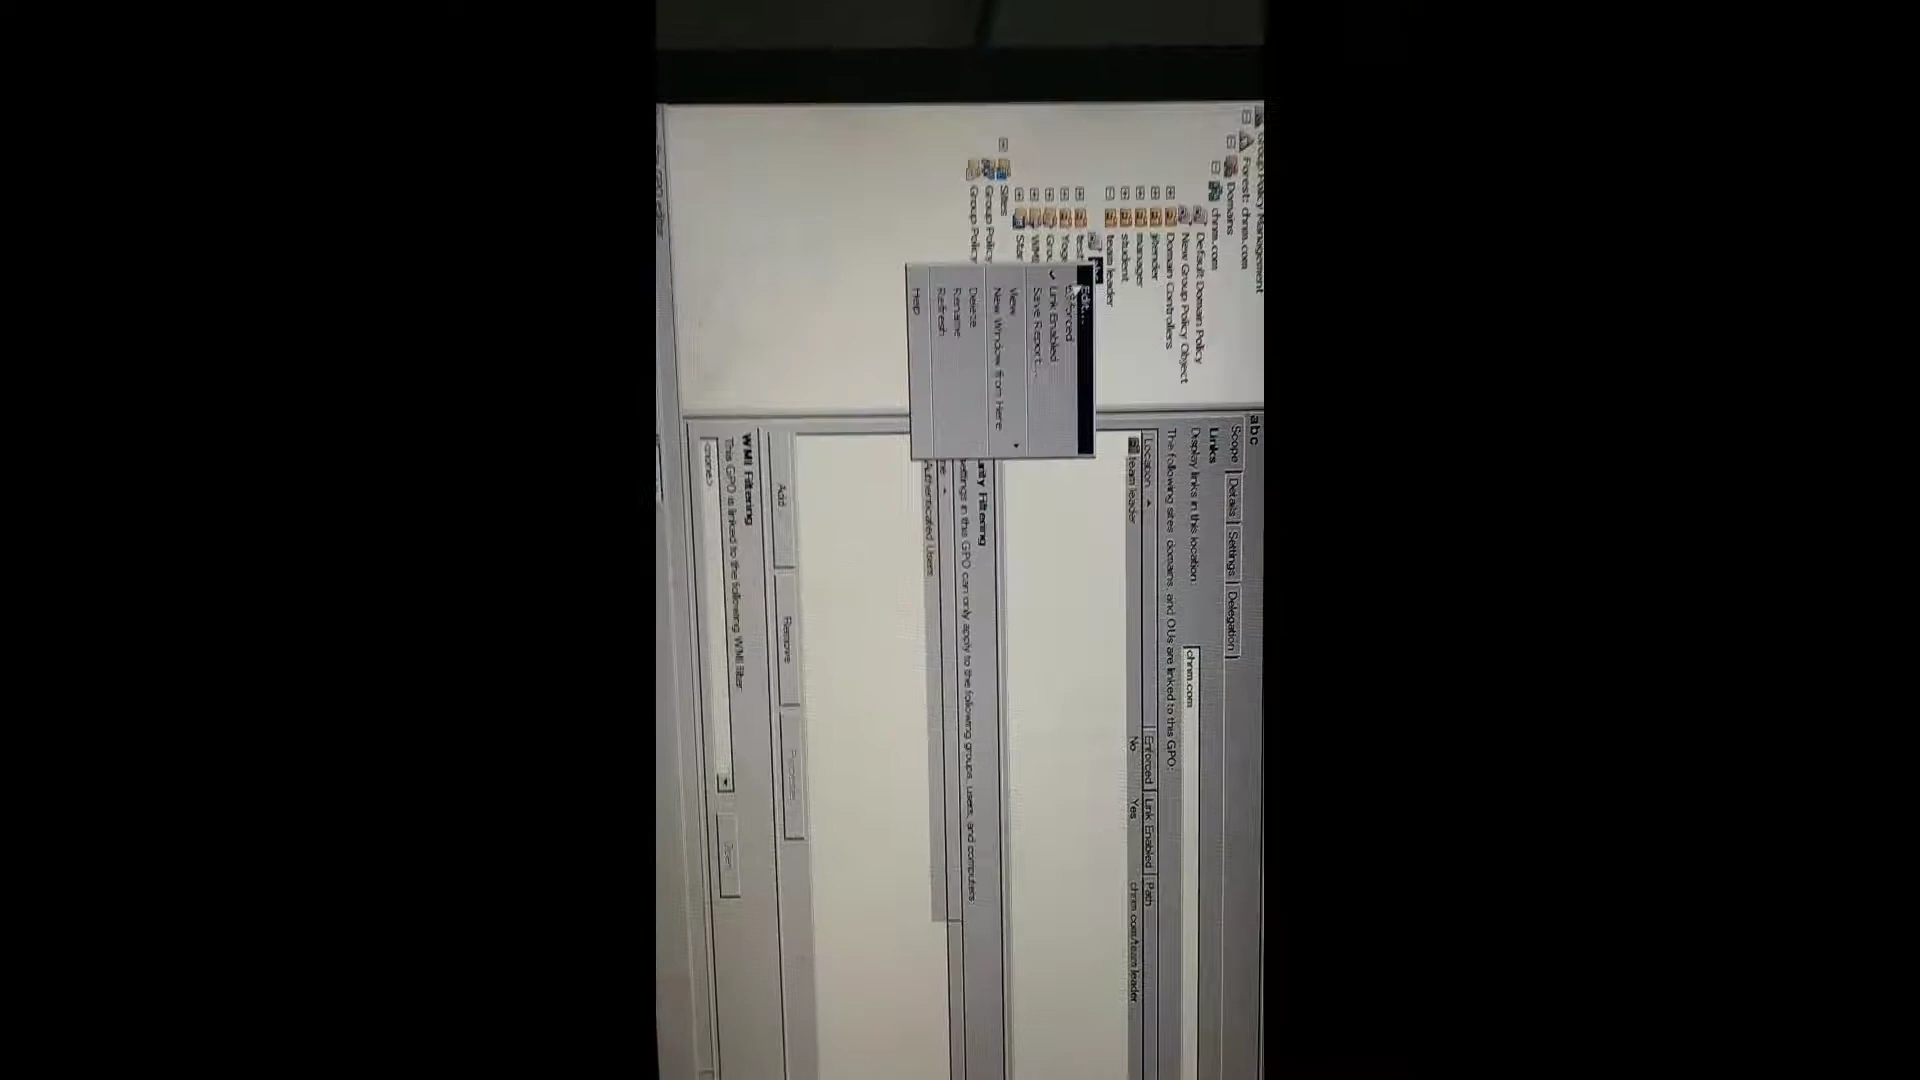 Group Policy Management
Forest: chnm.com
Domains
chnm.com
Default Domain Policy
New Group Policy Object
Domain Controllers
jitender
manager
student
team leader
abc
test
Sites
Group Policy
Group Policy
Edit...
Enforced
Link Enabled
Save Report...
View
New Window from Here
Delete
Rename
Refresh
Help
abc
Scope Details Settings Delegation
Links
Display links in this location: chnm.com
The following sites, domains, and OUs are linked to this GPO:
Location Enforced Link Enabled Path
team leader No Yes chnm.com/team leader
urity Filtering
ettings in this GPO can only apply to the following groups, users, and computers:
me
Authenticated Users
Add... Remove Properties
WMI Filtering
This GPO is linked to the following WMI filter:
<none> Open